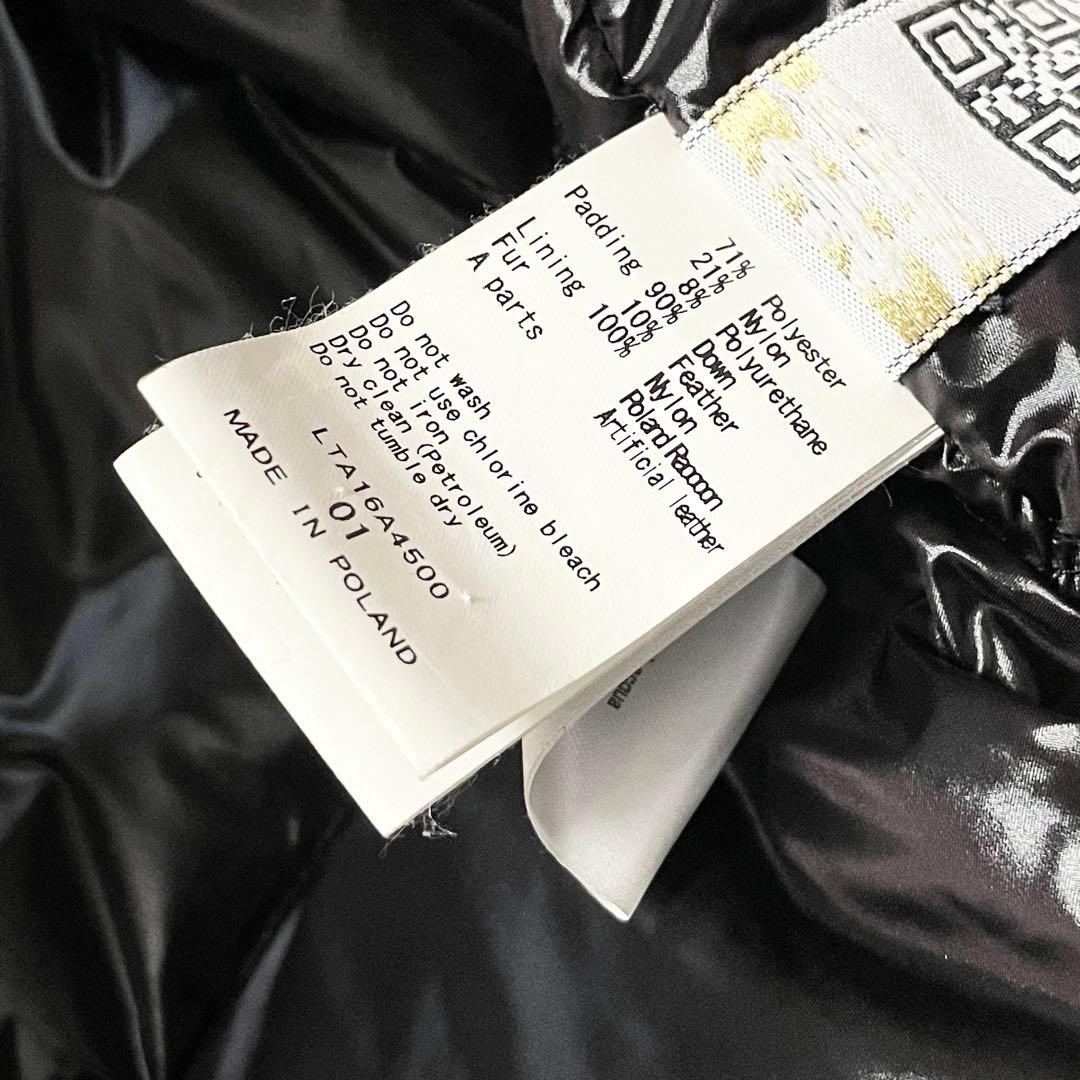 71% Polyester
21% Nylon
8% Polyurethane
Padding 90% Down
10% Feather
Lining 100% Nylon
Fur Poland Raccoon
A parts Artificial leather
Do not wash
Do not use chlorine bleach
Do not iron
Dry clean (Petroleum)
Do not tumble dry
LTA16A4500
01
MADE IN POLAND